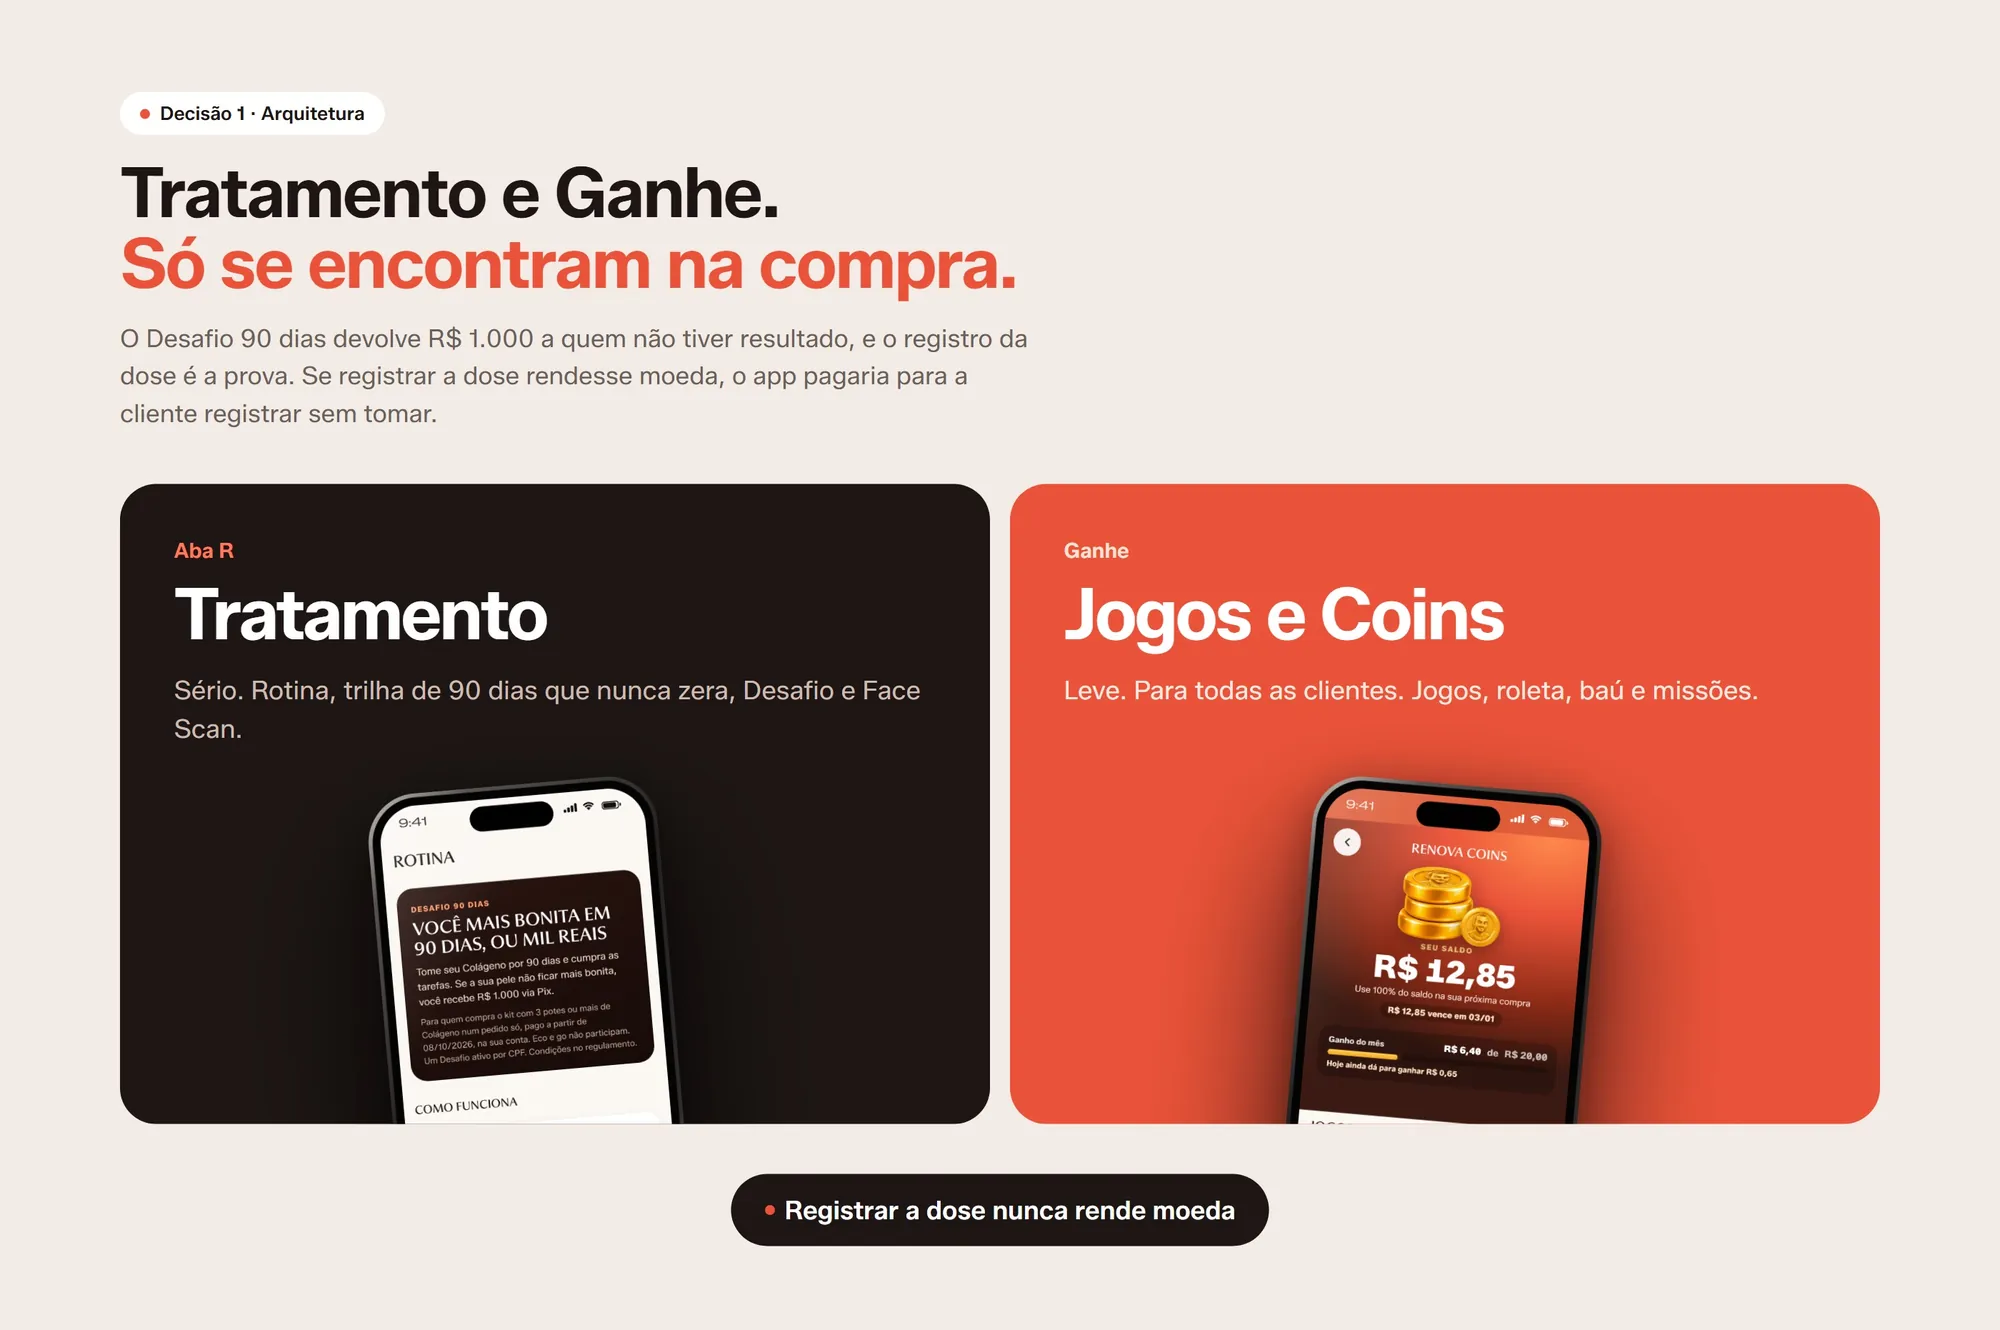 Decisão 1 · Arquitetura
Tratamento e Ganhe.
Só se encontram na compra.
O Desafio 90 dias devolve R$ 1.000 a quem não tiver resultado, e o registro da
dose é a prova. Se registrar a dose rendesse moeda, o app pagaria para a
cliente registrar sem tomar.
Aba R
Tratamento
Sério. Rotina, trilha de 90 dias que nunca zera, Desafio e Face
Scan.
9:41
ROTINA
DESAFIO 90 DIAS
VOCÊ MAIS BONITA EM
90 DIAS, OU MIL REAIS
Tome seu Colágeno por 90 dias e cumpra as
tarefas. Se a sua pele não ficar mais bonita,
você recebe R$ 1.000 via Pix.
Para quem compra o kit com 3 potes ou mais de
Colágeno num pedido só, pago a partir de
08/10/2026, na sua conta. Eco e go não participam.
Um Desafio ativo por CPF. Condições no regulamento.
COMO FUNCIONA
Ganhe
Jogos e Coins
Leve. Para todas as clientes. Jogos, roleta, baú e missões.
9:41
RENOVA COINS
SEU SALDO
R$ 12,85
Use 100% do saldo na sua próxima compra
R$ 12,85 vence em 03/01
Ganho do mês
R$ 6,40 de R$ 20,00
Hoje ainda dá para ganhar R$ 0,65
Registrar a dose nunca rende moeda